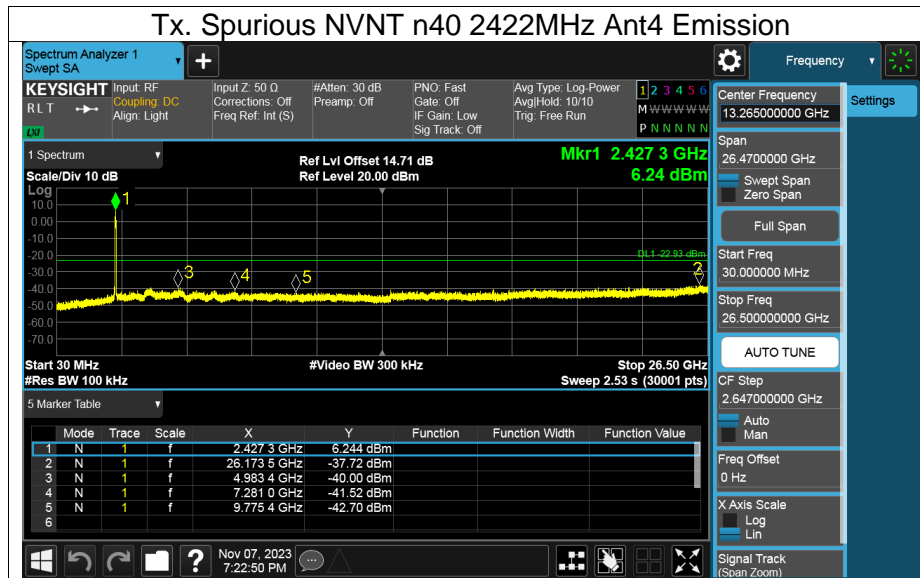 Tx. Spurious NVNT n40 2422MHz Ant4 Emission
Spectrum Analyzer 1
Swept SA
+
Frequency
KEYSIGHT
R L T
LXI
Input: RF
Coupling: DC
Align: Light
Input Z: 50 Ω
Corrections: Off
Freq Ref: Int (S)
#Atten: 30 dB
Preamp: Off
PNO: Fast
Gate: Off
IF Gain: Low
Sig Track: Off
Avg Type: Log-Power
Avg|Hold: 10/10
Trig: Free Run
1 2 3 4 5 6
M W W W W W
P N N N N N
1 Spectrum
Scale/Div 10 dB
Ref Lvl Offset 14.71 dB
Ref Level 20.00 dBm
Mkr1 2.427 3 GHz
6.24 dBm
Log
10.0
0.00
-10.0
-20.0
-30.0
-40.0
-50.0
-60.0
-70.0
1
DL1 -22.93 dBm
2
3
4
5
Start 30 MHz
#Res BW 100 kHz
#Video BW 300 kHz
Stop 26.50 GHz
Sweep 2.53 s (30001 pts)
5 Marker Table
Mode Trace Scale X Y Function Function Width Function Value
1 N 1 f 2.427 3 GHz 6.244 dBm
2 N 1 f 26.173 5 GHz -37.72 dBm
3 N 1 f 4.983 4 GHz -40.00 dBm
4 N 1 f 7.281 0 GHz -41.52 dBm
5 N 1 f 9.775 4 GHz -42.70 dBm
6
?
Nov 07, 2023
7:22:50 PM
Center Frequency
13.265000000 GHz
Settings
Span
26.4700000 GHz
Swept Span
Zero Span
Full Span
Start Freq
30.000000 MHz
Stop Freq
26.500000000 GHz
AUTO TUNE
CF Step
2.647000000 GHz
Auto
Man
Freq Offset
0 Hz
X Axis Scale
Log
Lin
Signal Track
(Span Zoom)